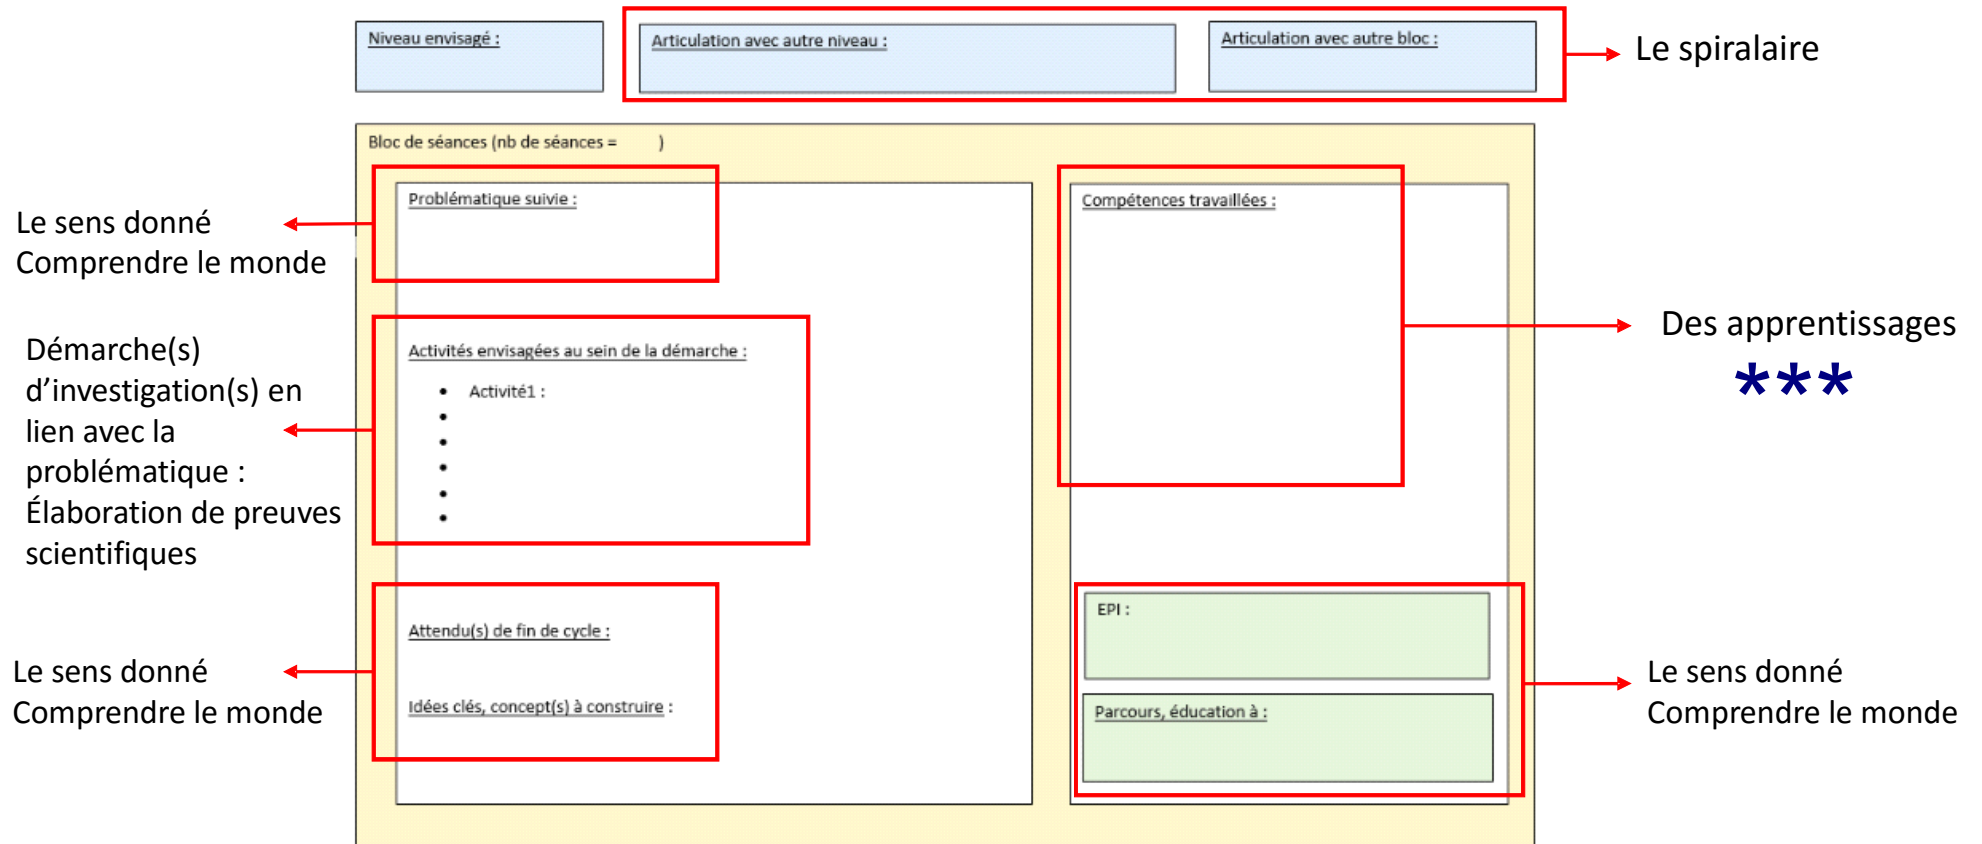 Niveau envisagé :
Articulation avec autre niveau :
Articulation avec autre bloc :
Le spiralaire
Bloc de séances (nb de séances = )
Problématique suivie :
Compétences travaillées :
Le sens donné
Comprendre le monde
Activités envisagées au sein de la démarche :
• Activité1 :
•
•
•
•
•
Démarche(s)
d’investigation(s) en
lien avec la
problématique :
Élaboration de preuves
scientifiques
Des apprentissages
***
Attendu(s) de fin de cycle :
Idées clés, concept(s) à construire :
Le sens donné
Comprendre le monde
EPI :
Parcours, éducation à :
Le sens donné
Comprendre le monde